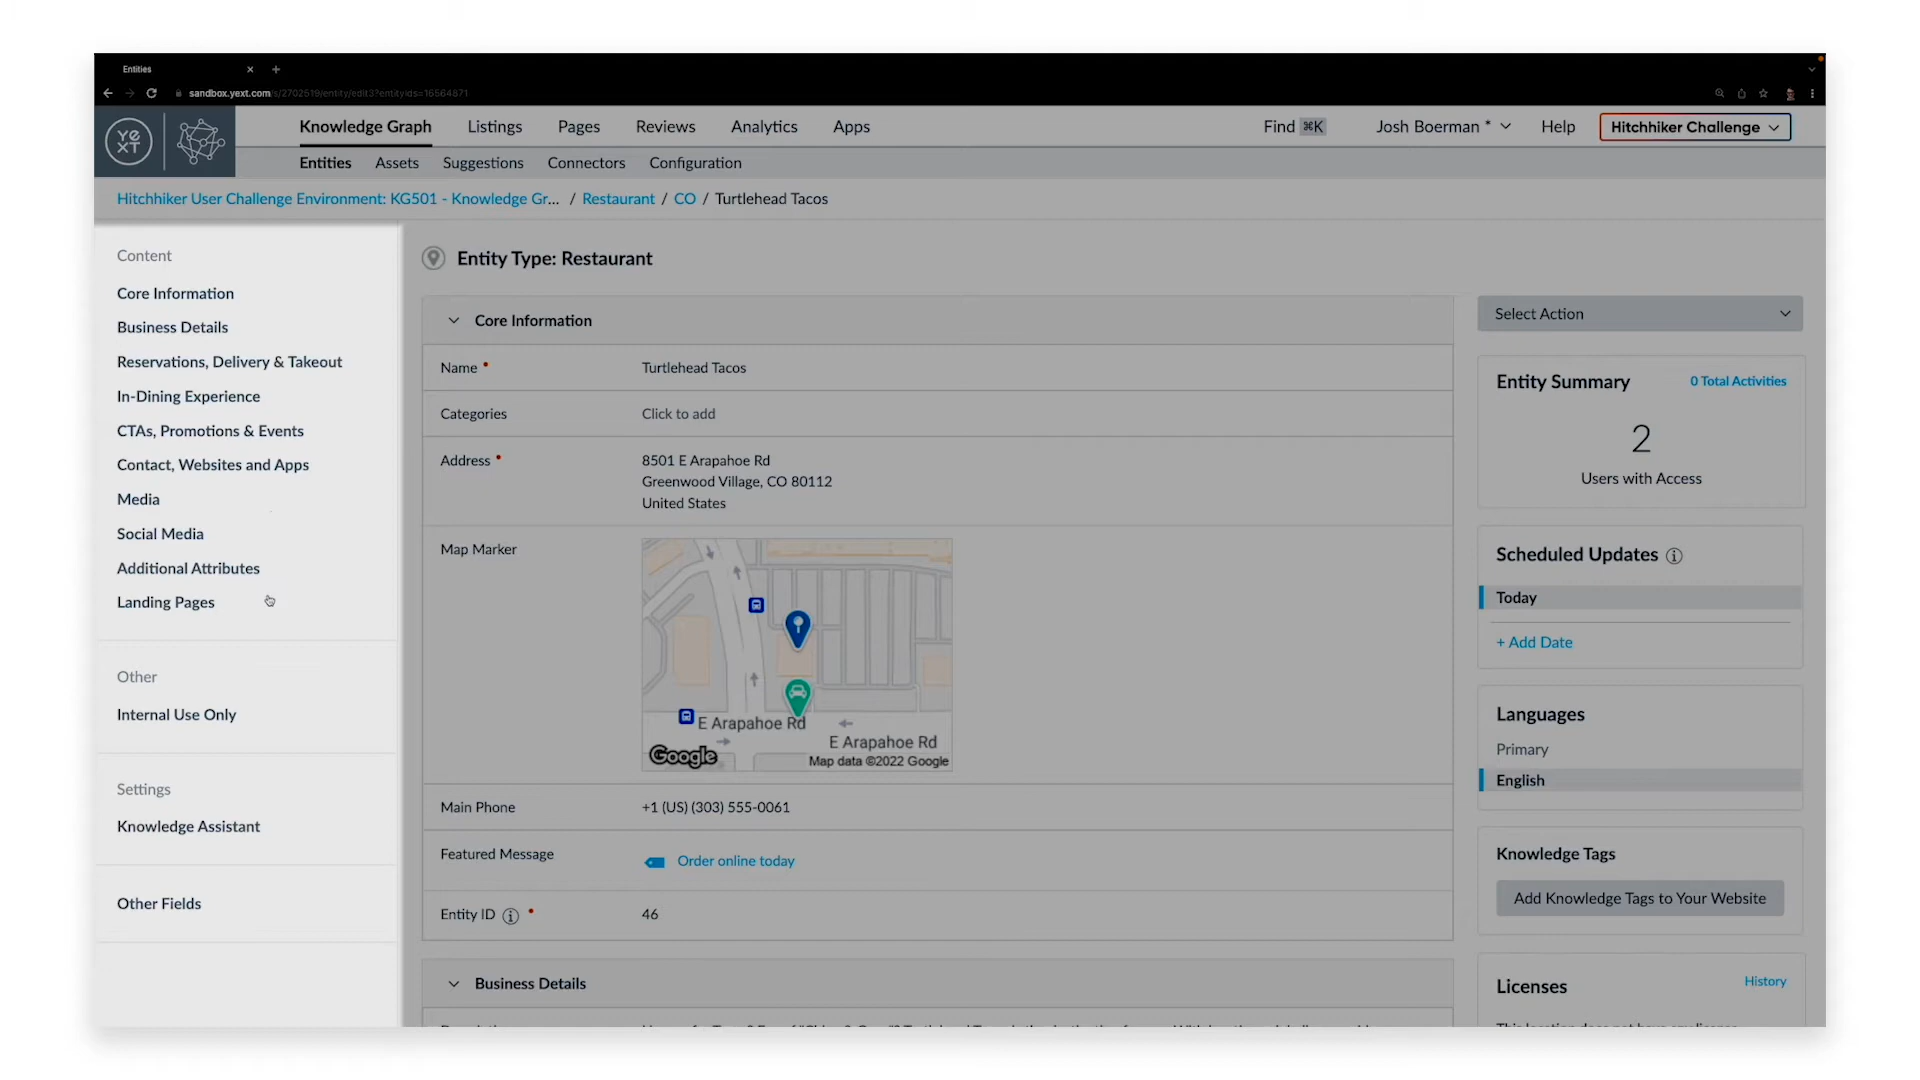 Entities
sandbox.yext.com/s/2702519/entity/edit3?entityIds=16564871
YEXT
Knowledge Graph
Listings
Pages
Reviews
Analytics
Apps
Find ⌘K
Josh Boerman *
Help
Hitchhiker Challenge
Entities
Assets
Suggestions
Connectors
Configuration
Hitchhiker User Challenge Environment: KG501 - Knowledge Gr... / Restaurant / CO / Turtlehead Tacos
Content
Core Information
Business Details
Reservations, Delivery & Takeout
In-Dining Experience
CTAs, Promotions & Events
Contact, Websites and Apps
Media
Social Media
Additional Attributes
Landing Pages
Other
Internal Use Only
Settings
Knowledge Assistant
Other Fields
Entity Type: Restaurant
Core Information
Name • Turtlehead Tacos
Categories Click to add
Address • 8501 E Arapahoe Rd
Greenwood Village, CO 80112
United States
Map Marker
E Arapahoe Rd
E Arapahoe Rd
Google
Map data ©2022 Google
Main Phone +1 (US) (303) 555-0061
Featured Message Order online today
Entity ID • 46
Business Details
Select Action
Entity Summary
0 Total Activities
2
Users with Access
Scheduled Updates
Today
+ Add Date
Languages
Primary
English
Knowledge Tags
Add Knowledge Tags to Your Website
Licenses
History